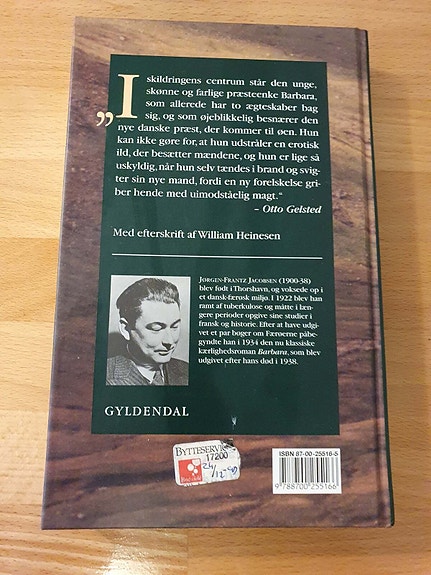 „I skildringens centrum står den unge,
skønne og farlige præsteenke Barbara,
som allerede har to ægteskaber bag
sig, og som øjeblikkelig besnærer den
nye danske præst, der kommer til øen. Hun
kan ikke gøre for, at hun udstråler en erotisk
ild, der besætter mændene, og hun er lige så
uskyldig, når hun selv tændes i brand og svig-
ter sin nye mand, fordi en ny forelskelse gri-
ber hende med uimodståelig magt.“
– Otto Gelsted
Med efterskrift af William Heinesen
JØRGEN-FRANTZ JACOBSEN (1900-38)
blev født i Thorshavn, og voksede op i
et dansk-færøsk miljø. I 1922 blev han
ramt af tuberkulose og måtte i læn-
gere perioder opgive sine studier i
fransk og historie. Efter at have udgi-
vet et par bøger om Færøerne påbe-
gyndte han i 1934 den nu klassiske
kærlighedsroman Barbara, som blev
udgivet efter hans død i 1938.
GYLDENDAL
BYTTESERVICE
17200
24/
12-
ISBN 87-00-25516-5
9 788700 255166